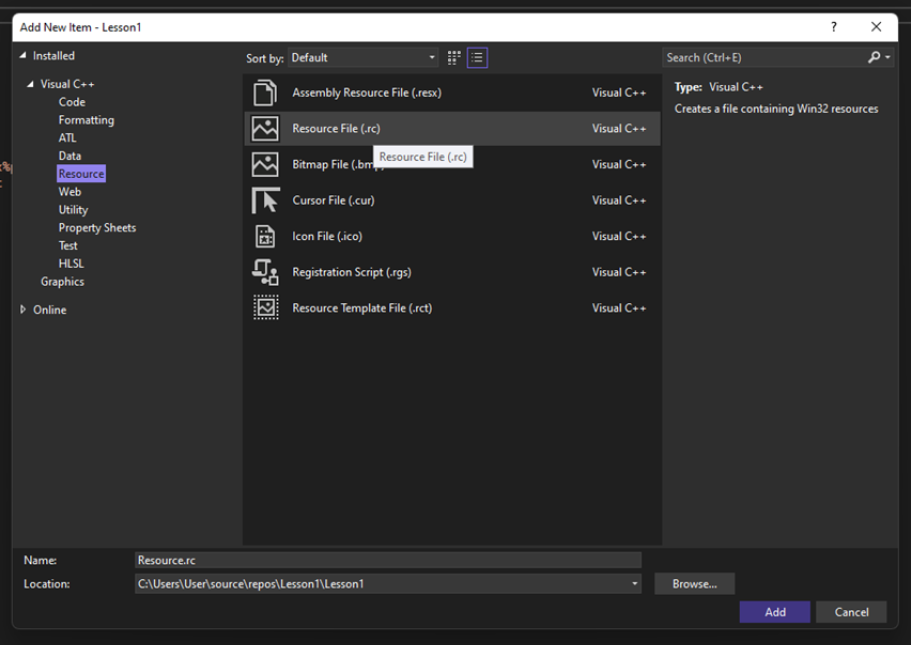 Add New Item - Lesson1
?
Installed
Visual C++
Code
Formatting
ATL
Data
Resource
Web
Utility
Property Sheets
Test
HLSL
Graphics
Online
Sort by: Default
Assembly Resource File (.resx) Visual C++
Resource File (.rc) Visual C++
Resource File (.rc)
Bitmap File (.bmp) Visual C++
Cursor File (.cur) Visual C++
Icon File (.ico) Visual C++
Registration Script (.rgs) Visual C++
Resource Template File (.rct) Visual C++
Search (Ctrl+E)
Type: Visual C++
Creates a file containing Win32 resources
Name: Resource.rc
Location: C:\Users\User\source\repos\Lesson1\Lesson1
Browse...
Add
Cancel